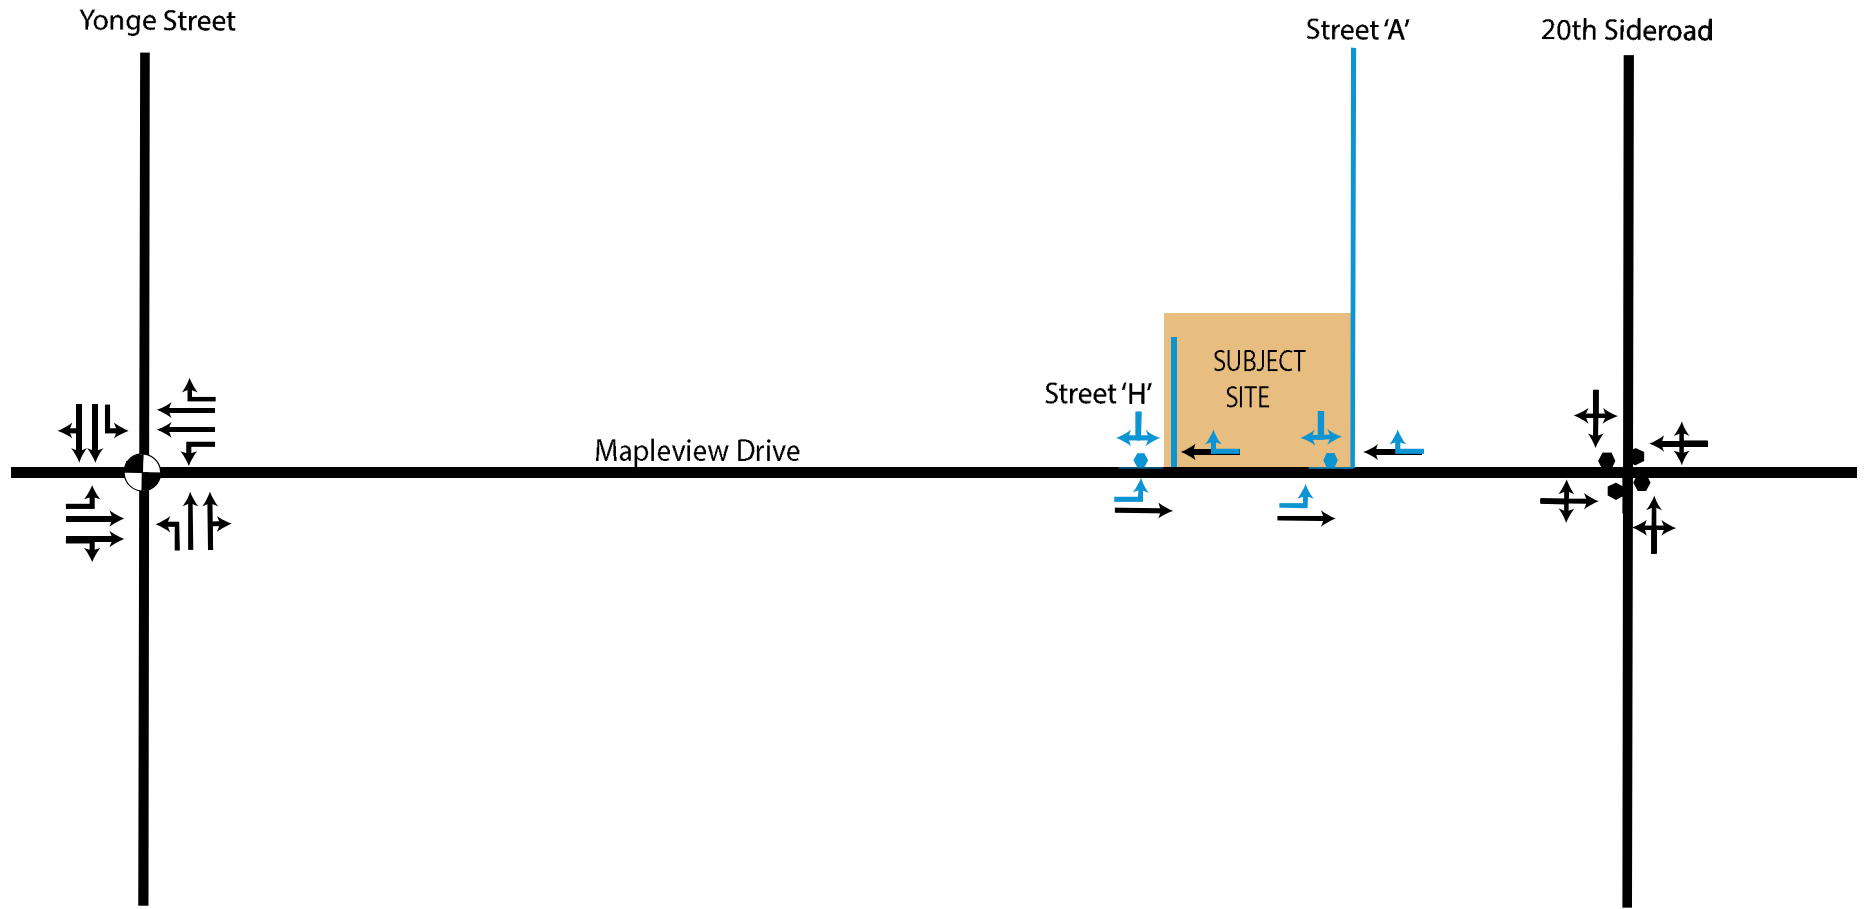 Yonge Street
Street ‘A’
20th Sideroad
SUBJECT
SITE
Street ‘H’
Mapleview Drive